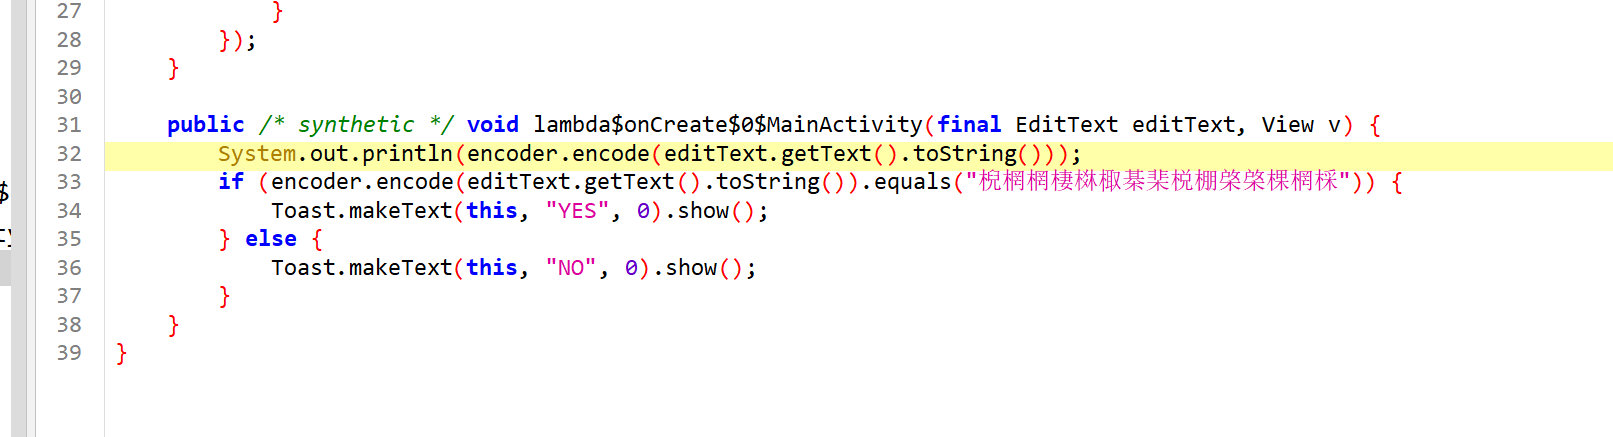 27 }
28 });
29 }
30
31 public /* synthetic */ void lambda$onCreate$0$MainActivity(final EditText editText, View v) {
32 System.out.println(encoder.encode(editText.getText().toString()));
$
33 if (encoder.encode(editText.getText().toString()).equals("棿棢棢棲棷棊棐棁棚棵棢棌")) {
34 Toast.makeText(this, "YES", 0).show();
35 } else {
36 Toast.makeText(this, "NO", 0).show();
37 }
38 }
39 }